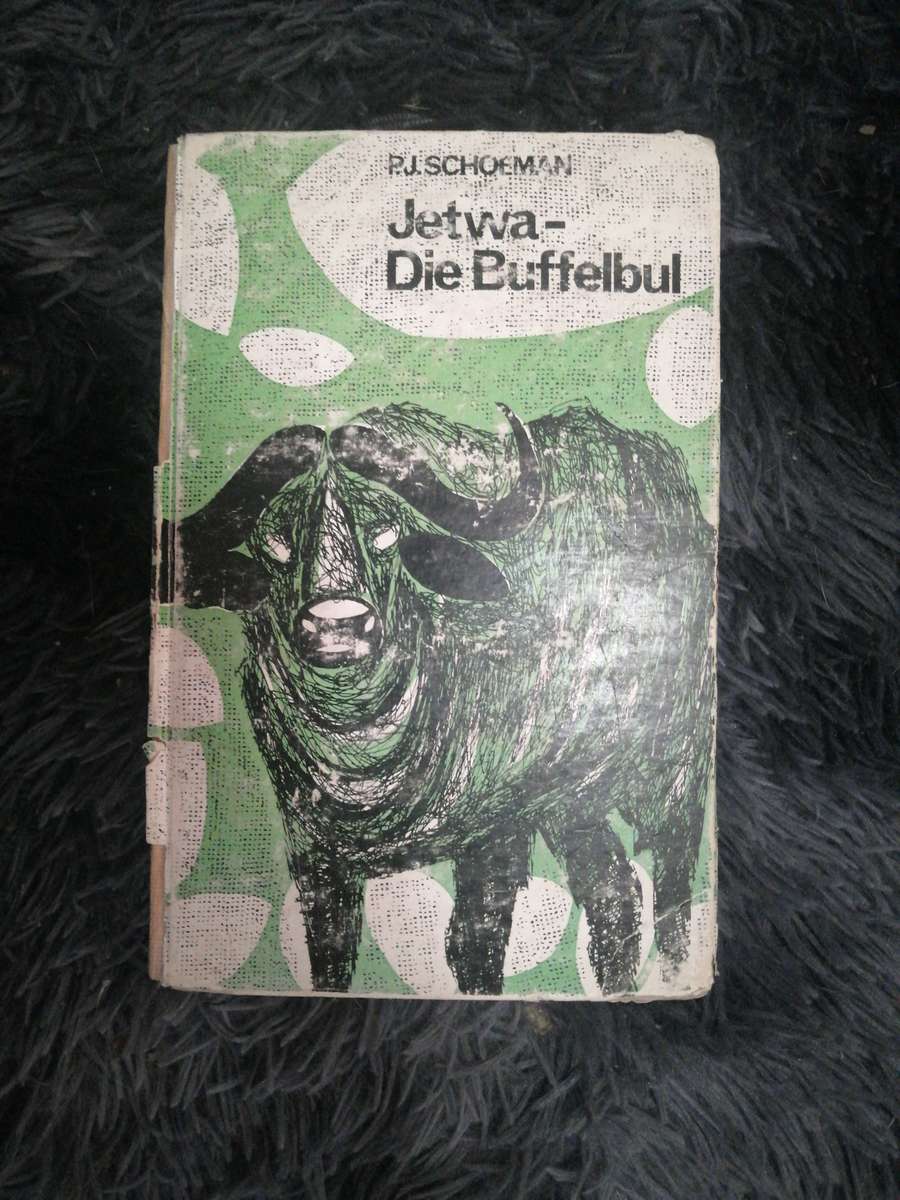 P.J. SCHOEMAN
Jetwa-
Die Buffelbul